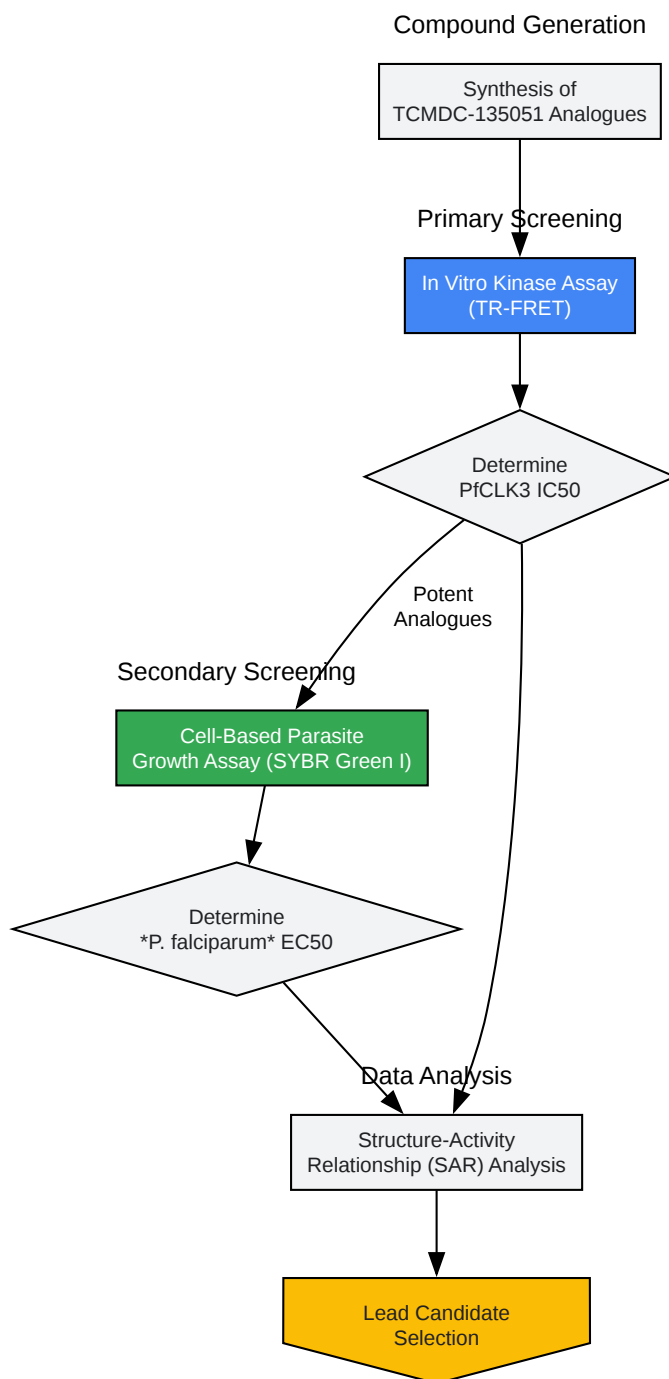 Compound Generation
Synthesis of
TCMDC-135051 Analogues
Primary Screening
In Vitro Kinase Assay
(TR-FRET)
Determine
PfCLK3 IC50
Potent
Analogues
Secondary Screening
Cell-Based Parasite
Growth Assay (SYBR Green I)
Determine
*P. falciparum* EC50
Data Analysis
Structure-Activity
Relationship (SAR) Analysis
Lead Candidate
Selection